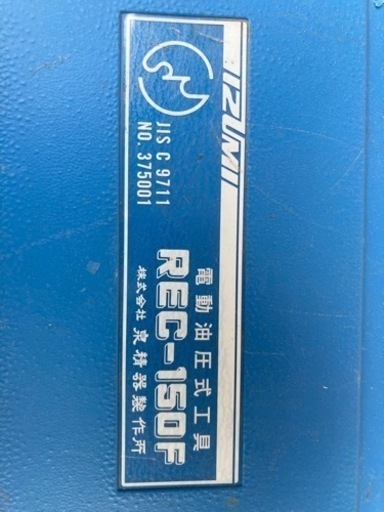 IZUMI
JIS C 9711
NO. 375001
電動油圧式工具
REC-150F
株式会社 泉精器製作所